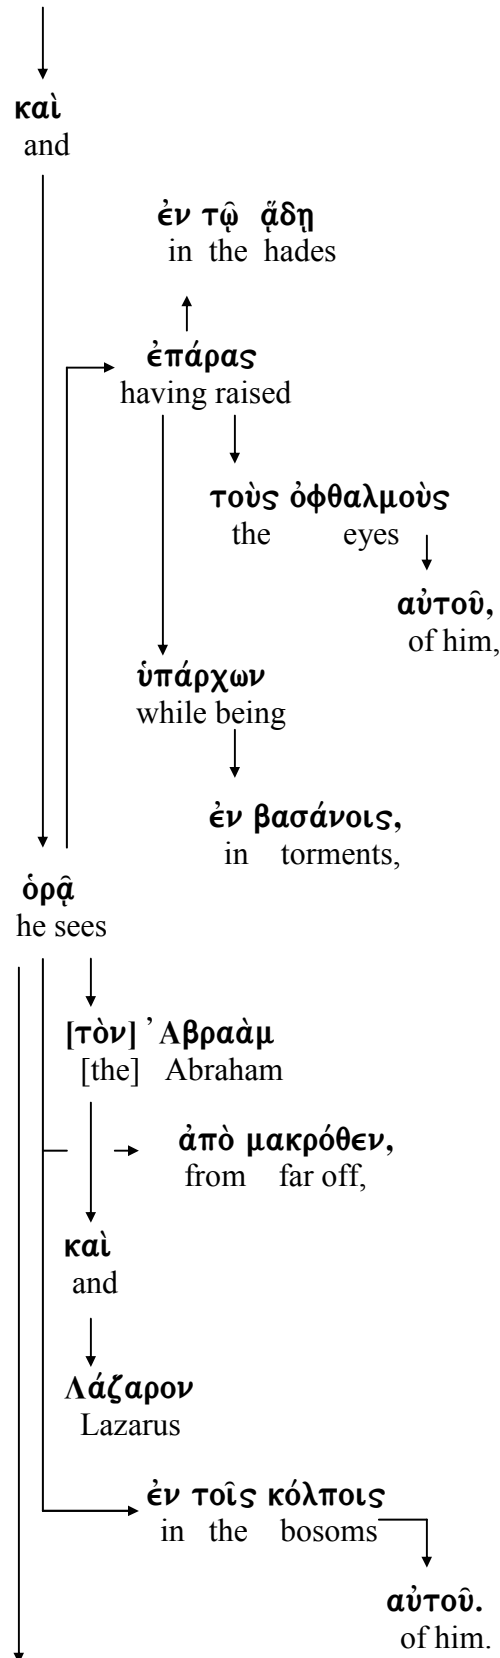 καὶ
and
ἐν τῷ ᾅδῃ
in the hades
ἐπάρας
having raised
τοὺς ὀφθαλμοὺς
the eyes
αὐτοῦ,
of him,
ὑπάρχων
while being
ἐν βασάνοις,
in torments,
ὁρᾷ
he sees
[τὸν] ᾿Αβραὰμ
[the] Abraham
ἀπὸ μακρόθεν,
from far off,
καὶ
and
Λάζαρον
Lazarus
ἐν τοῖς κόλποις
in the bosoms
αὐτοῦ.
of him.